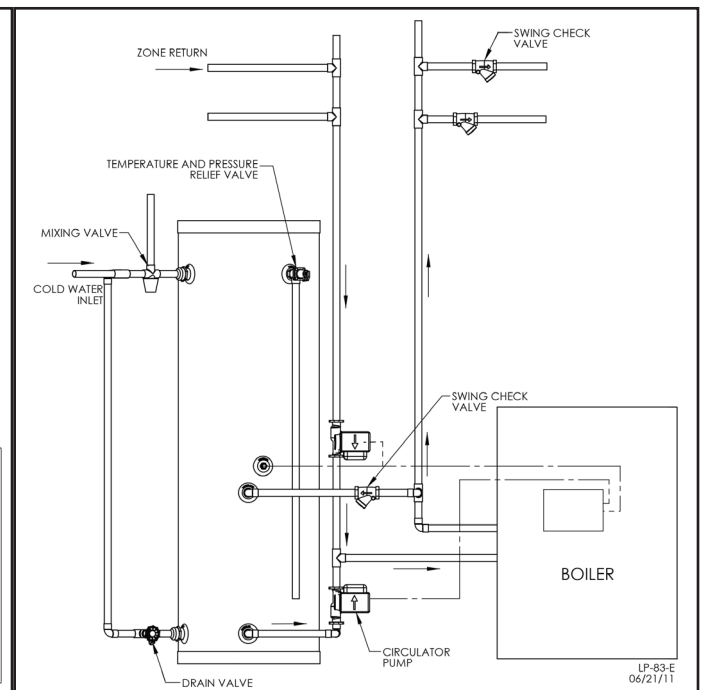 SWING CHECK
VALVE
ZONE RETURN
TEMPERATURE AND PRESSURE
RELIEF VALVE
MIXING VALVE
COLD WATER
INLET
SWING CHECK
VALVE
BOILER
CIRCULATOR
PUMP
DRAIN VALVE
LP-83-E
06/21/11